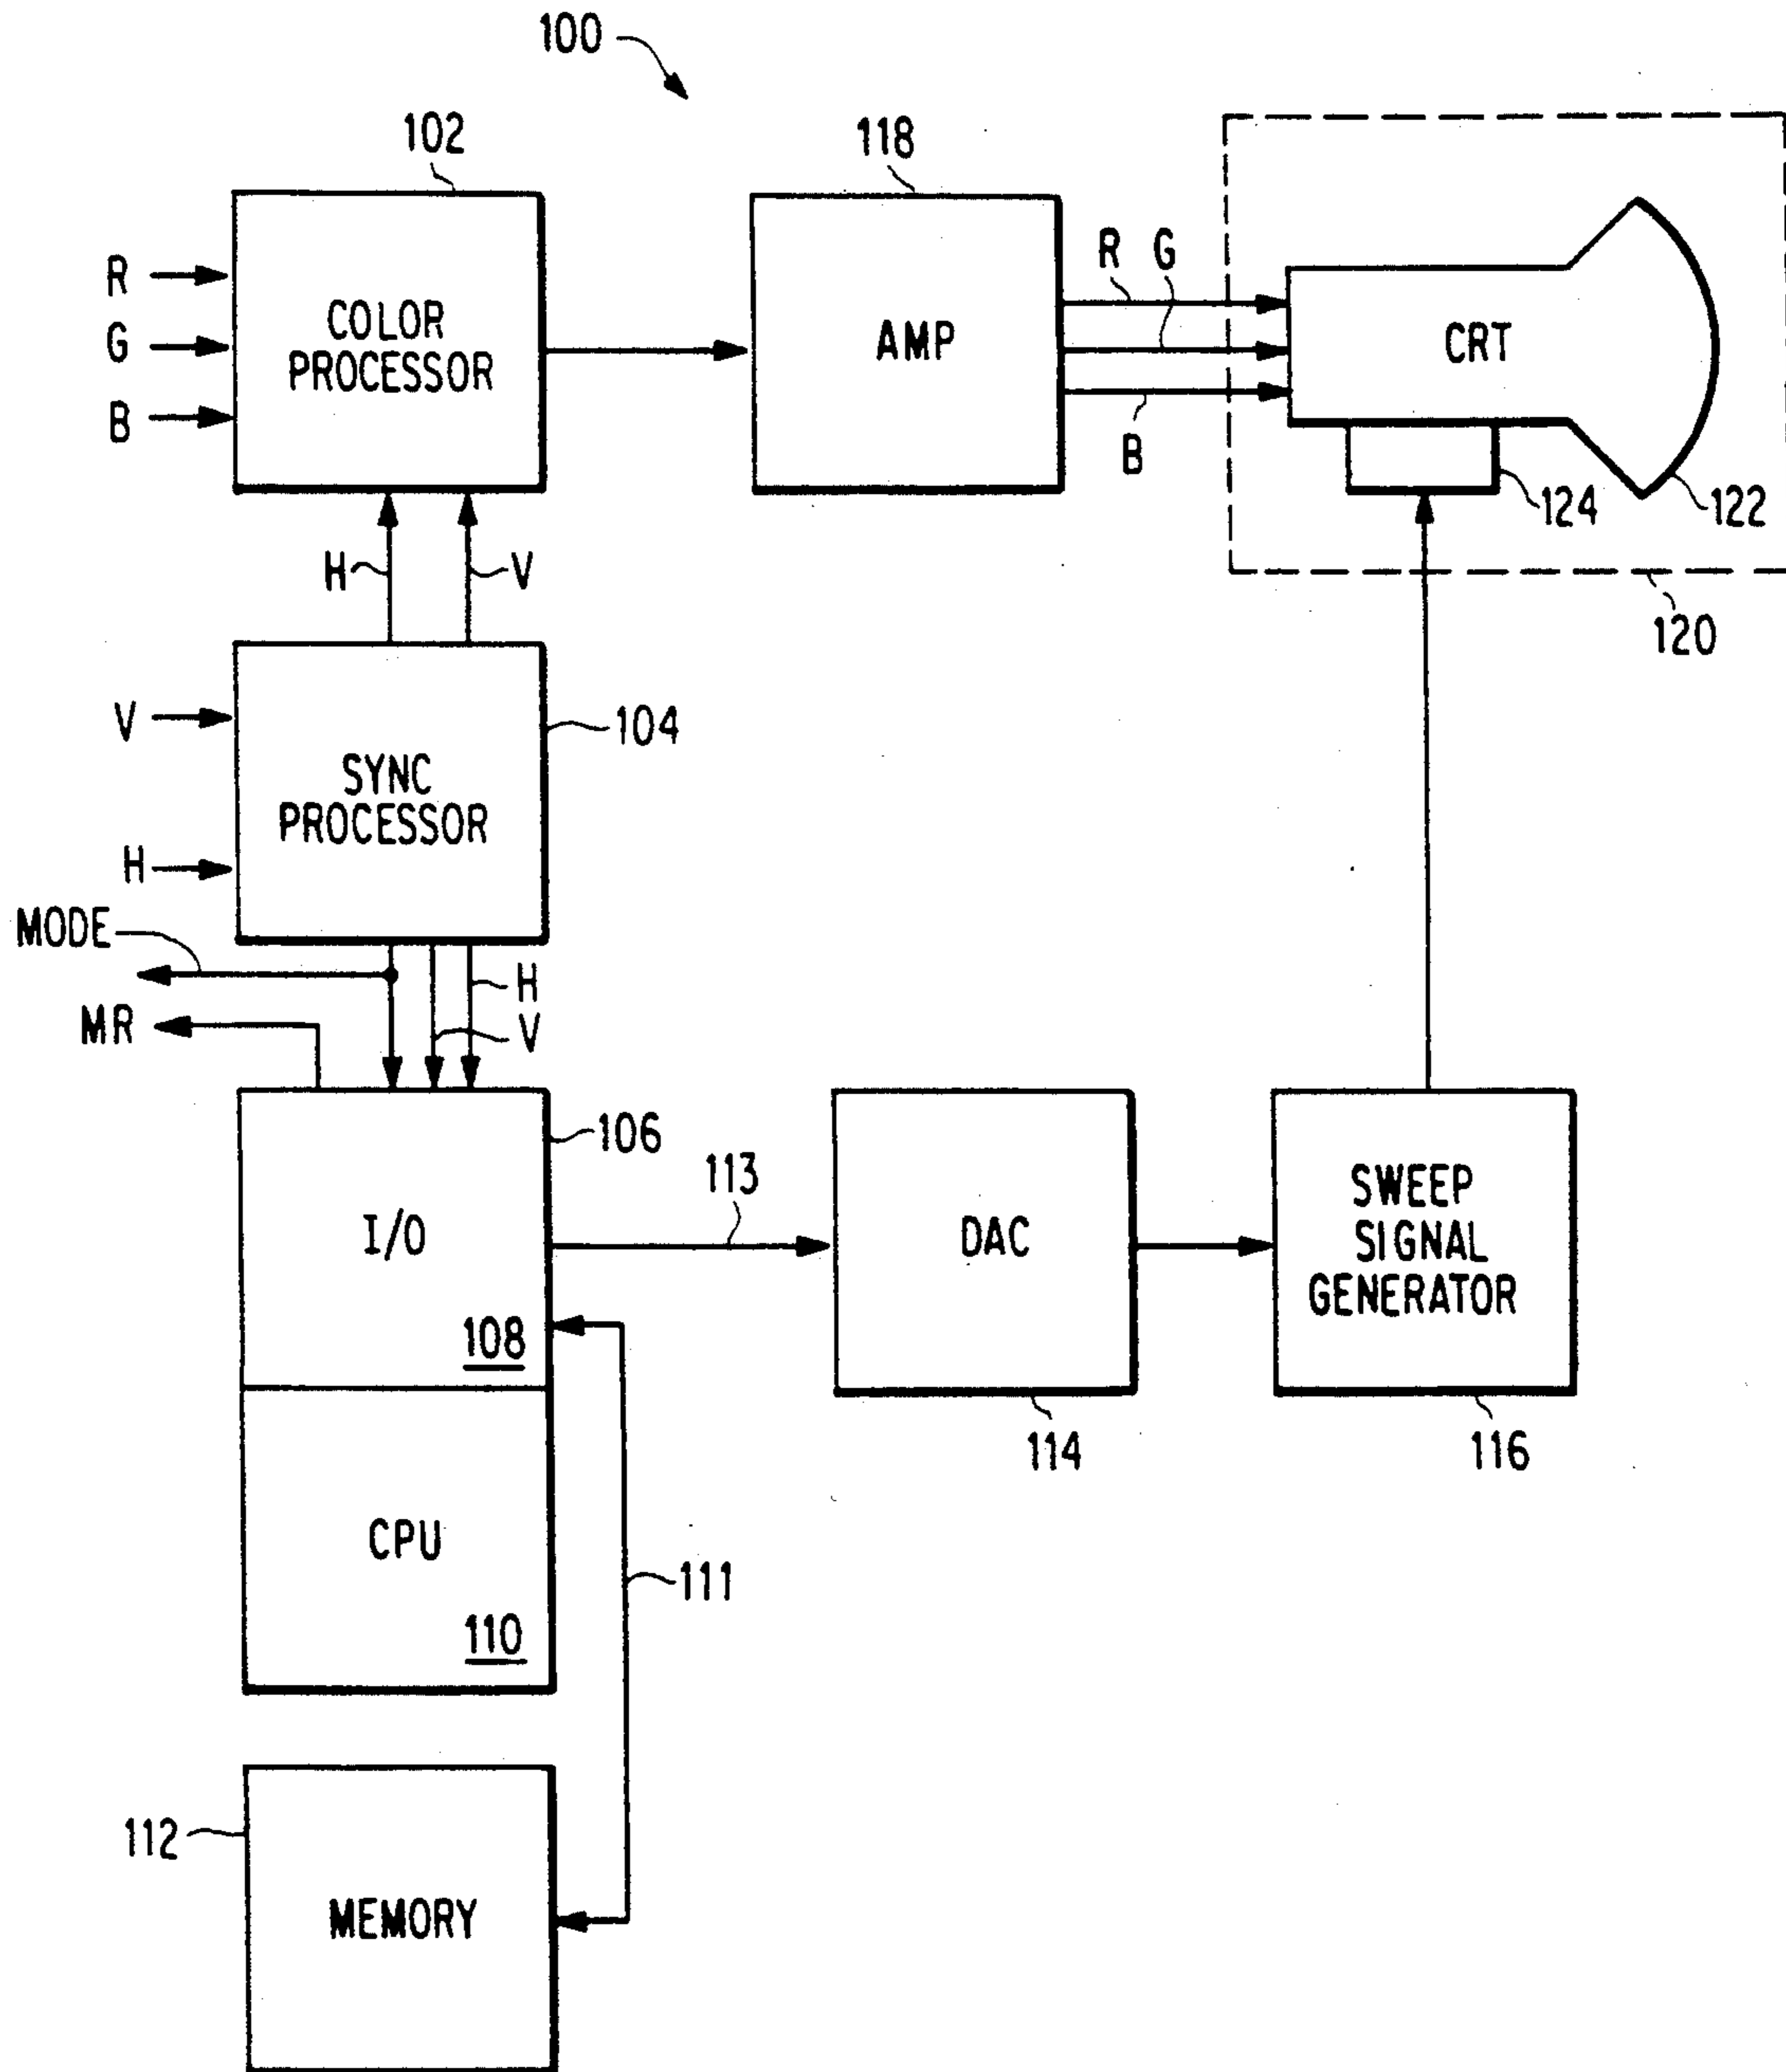 100
102
118
R
G
B
COLOR
PROCESSOR
AMP
R
G
B
CRT
124
122
120
H
V
V
H
SYNC
PROCESSOR
104
MODE
MR
H
V
106
I/O
108
113
DAC
114
SWEEP
SIGNAL
GENERATOR
116
CPU
110
111
112
MEMORY